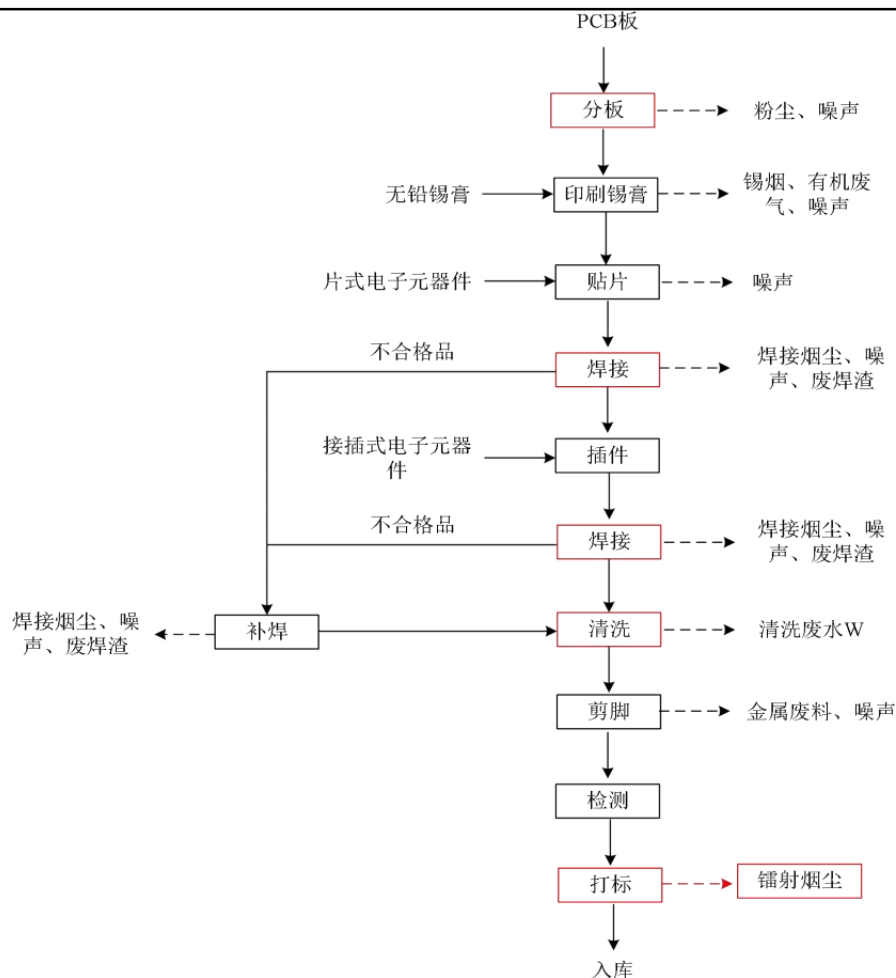 PCB板
分板
粉尘、噪声
无铅锡膏
印刷锡膏
锡烟、有机废
气、噪声
片式电子元器件
贴片
噪声
不合格品
焊接
焊接烟尘、噪
声、废焊渣
接插式电子元器
件
插件
不合格品
焊接
焊接烟尘、噪
声、废焊渣
焊接烟尘、噪
声、废焊渣
补焊
清洗
清洗废水W
剪脚
金属废料、噪声
检测
打标
镭射烟尘
入库